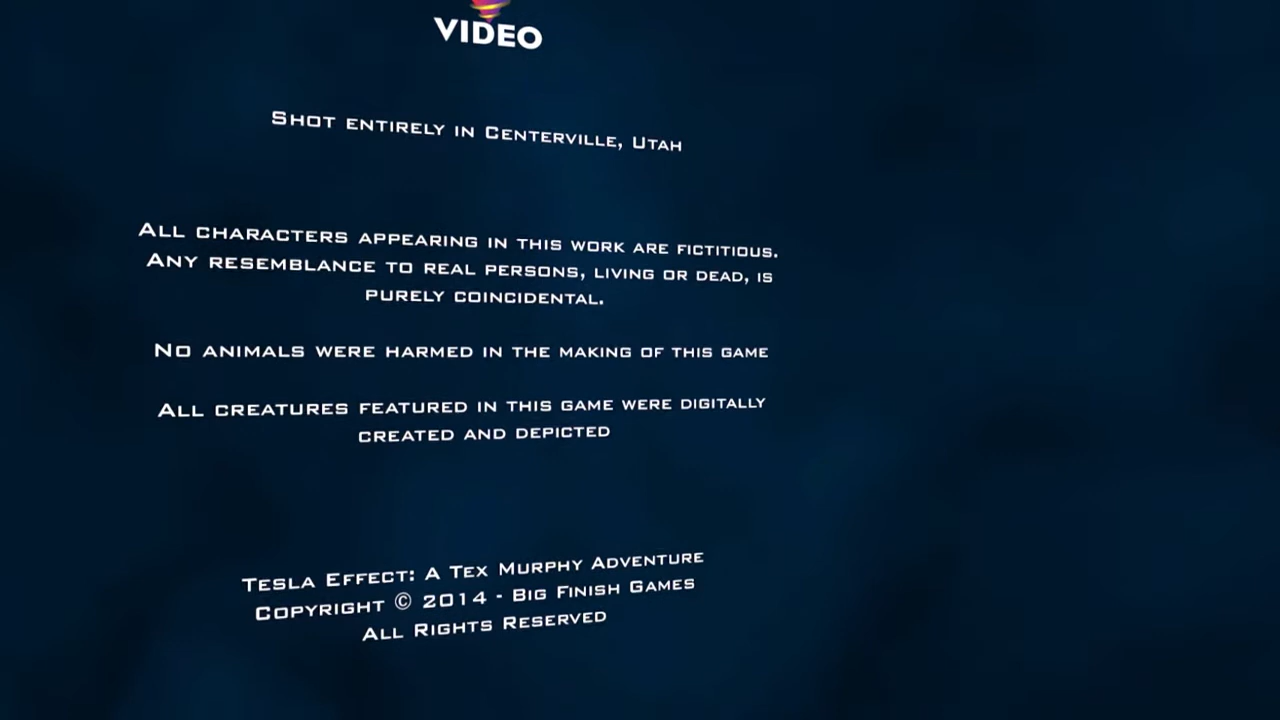 VIDEO
Shot entirely in Centerville, Utah
All characters appearing in this work are fictitious.
Any resemblance to real persons, living or dead, is
purely coincidental.
No animals were harmed in the making of this game
All creatures featured in this game were digitally
created and depicted
Tesla Effect: A Tex Murphy Adventure
Copyright © 2014 - Big Finish Games
All Rights Reserved